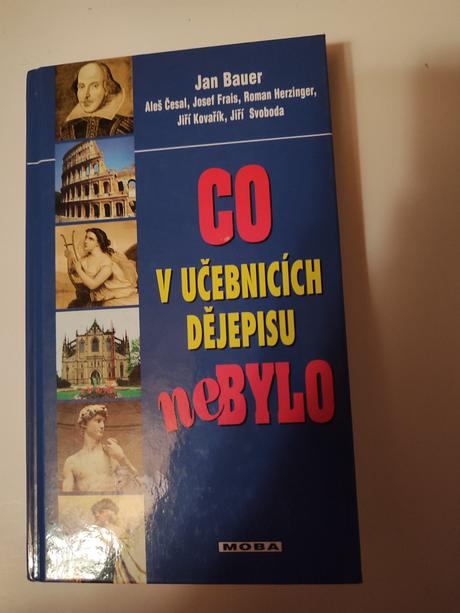 Jan Bauer
Aleš Česal, Josef Frais, Roman Herzinger,
Jiří Kovařík, Jiří Svoboda
CO
V UČEBNICÍCH
DĚJEPISU
neBYLO
MOBA